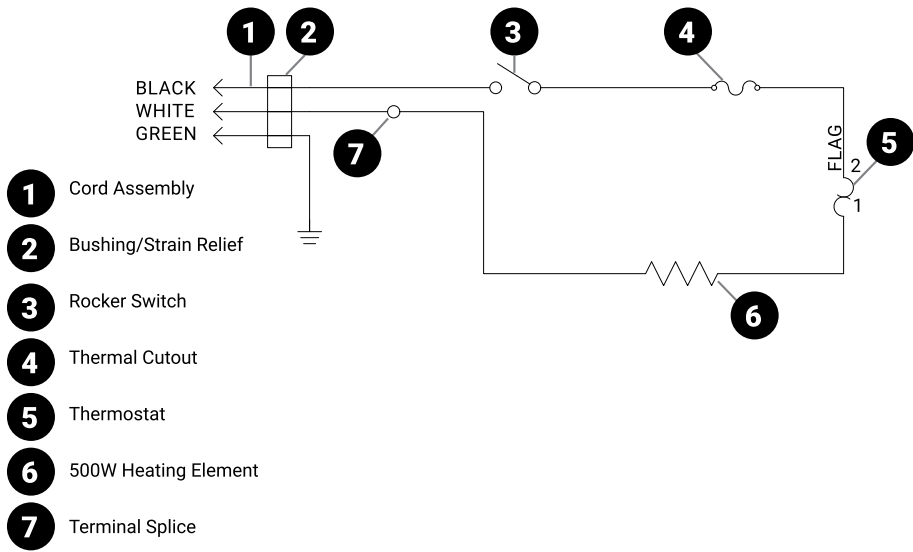 1
2
3
4
BLACK
WHITE
GREEN
7
FLAG
2
5
1
6
1 Cord Assembly
2 Bushing/Strain Relief
3 Rocker Switch
4 Thermal Cutout
5 Thermostat
6 500W Heating Element
7 Terminal Splice